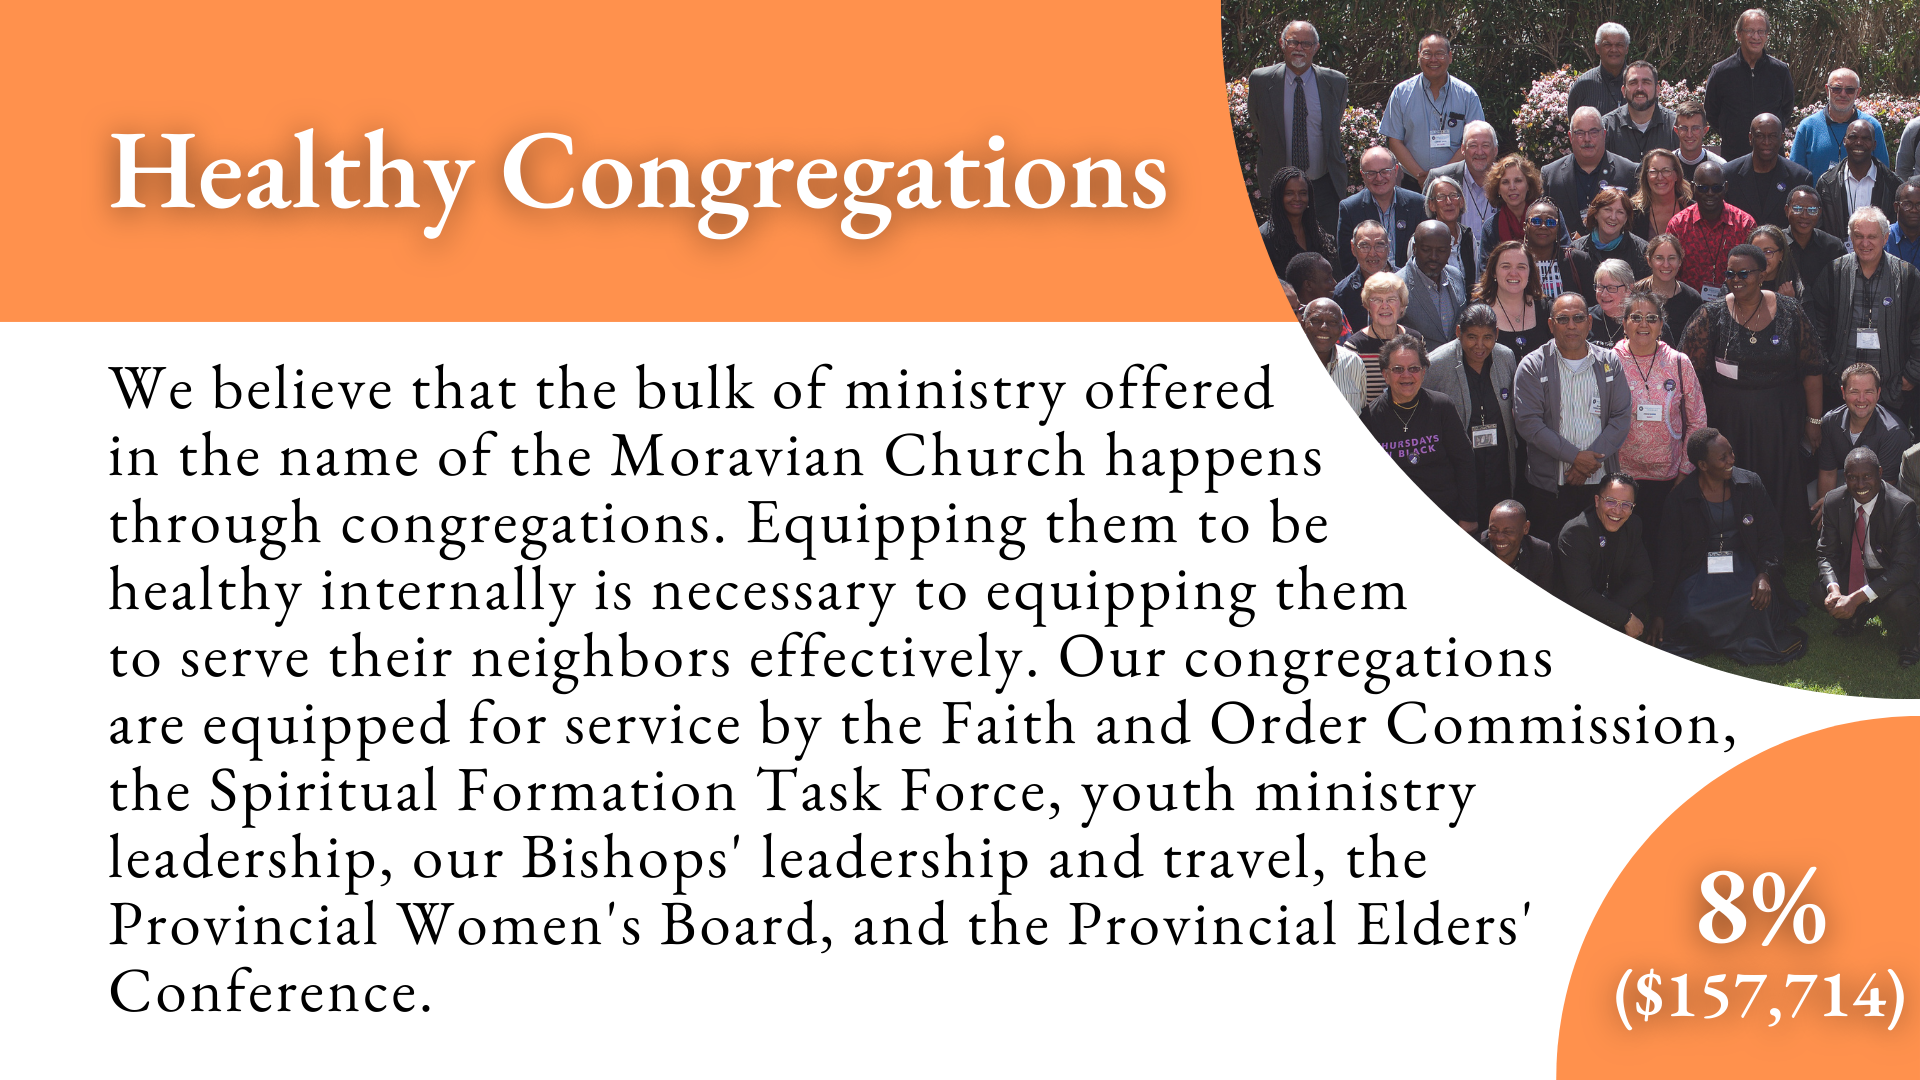 Healthy Congregations
We believe that the bulk of ministry offered
in the name of the Moravian Church happens
through congregations. Equipping them to be
healthy internally is necessary to equipping them
to serve their neighbors effectively. Our congregations
are equipped for service by the Faith and Order Commission,
the Spiritual Formation Task Force, youth ministry
leadership, our Bishops' leadership and travel, the
Provincial Women's Board, and the Provincial Elders'
Conference.
8%
($157,714)
HURSDAYS
BLACK